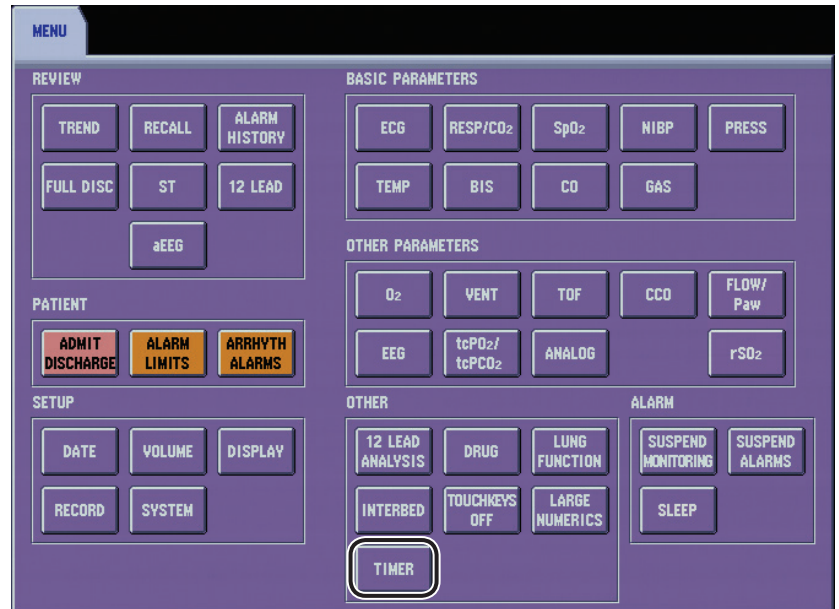 MENU
REVIEW
TREND
RECALL
ALARM
HISTORY
FULL DISC
ST
12 LEAD
aEEG
PATIENT
ADMIT
DISCHARGE
ALARM
LIMITS
ARRHYTH
ALARMS
SETUP
DATE
VOLUME
DISPLAY
RECORD
SYSTEM
BASIC PARAMETERS
ECG
RESP/CO₂
SpO₂
NIBP
PRESS
TEMP
BIS
CO
GAS
OTHER PARAMETERS
O₂
VENT
TOF
CCO
FLOW/
Paw
EEG
tcPO₂/
tcPCO₂
ANALOG
rSO₂
OTHER
12 LEAD
ANALYSIS
DRUG
LUNG
FUNCTION
INTERBED
TOUCHKEYS
OFF
LARGE
NUMERICS
TIMER
ALARM
SUSPEND
MONITORING
SUSPEND
ALARMS
SLEEP